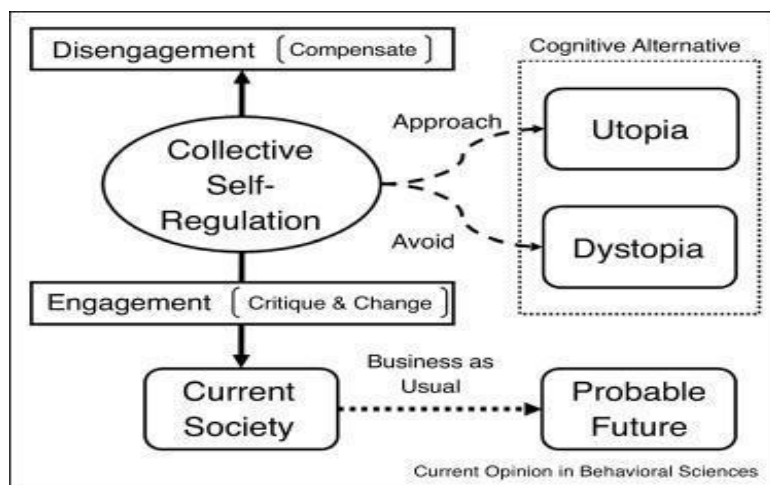 Disengagement [Compensate]
Cognitive Alternative
Approach
Utopia
Collective
Self-
Regulation
Avoid
Dystopia
Engagement [Critique & Change]
Business as
Usual
Current
Society
Probable
Future
Current Opinion in Behavioral Sciences